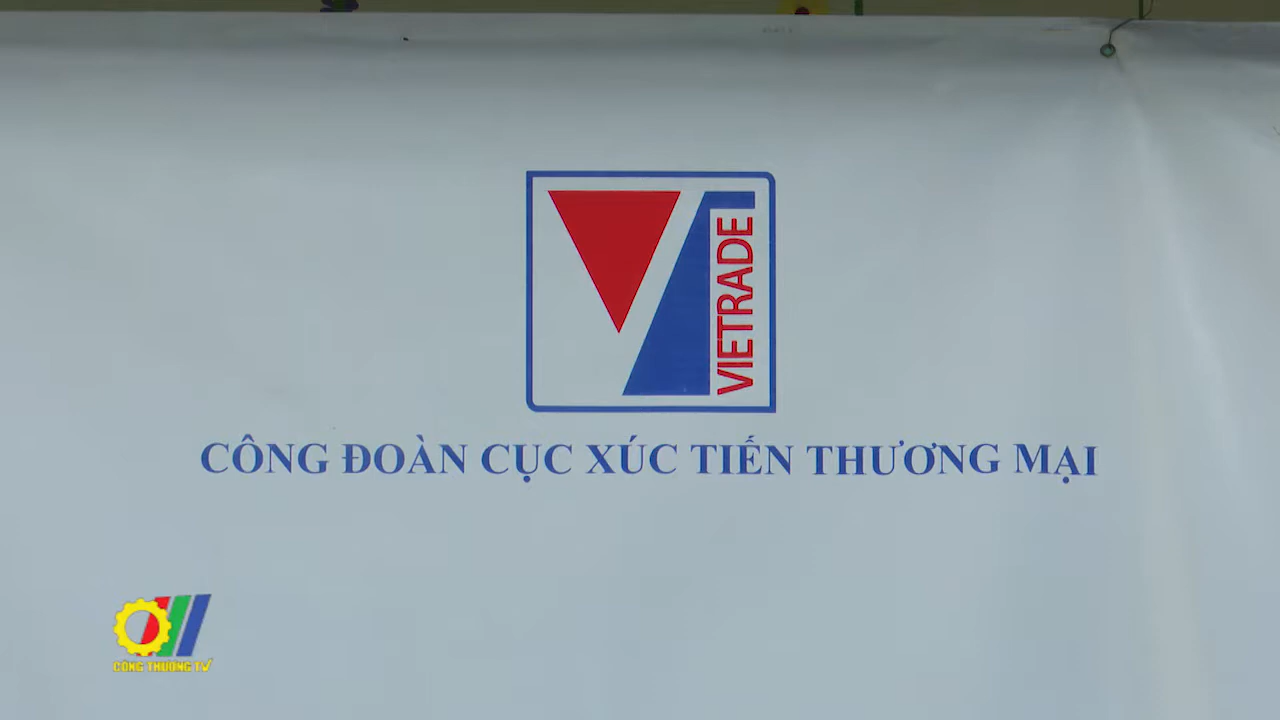 VIETRADE
CÔNG ĐOÀN CỤC XÚC TIẾN THƯƠNG MẠI
CÔNG THƯƠNG TV